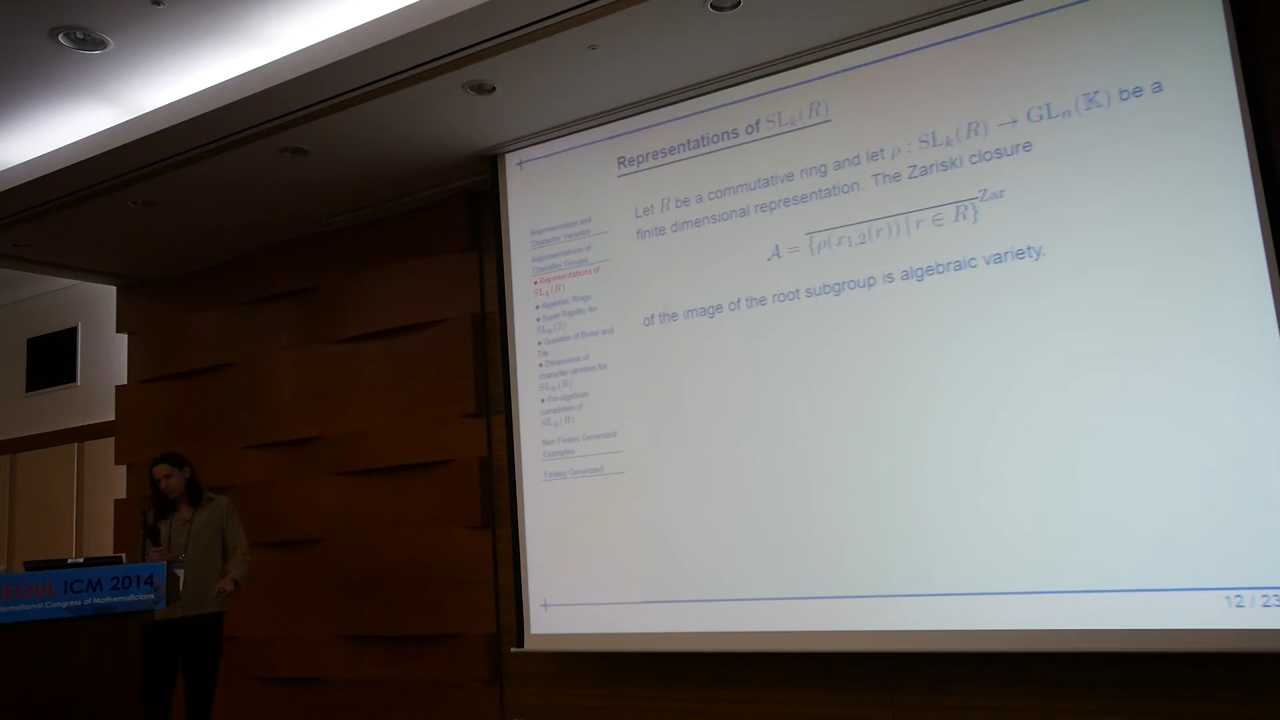 Representations of SL_k(R)
Let R be a commutative ring and let ρ : SL_k(R) → GL_n(𝕂) be a
finite dimensional representation. The Zariski closure
𝒜 = \overline{{ρ(x_{1,2}(r)) | r ∈ R}}^{Zar}
of the image of the root subgroup is algebraic variety.
Representation and
Character Varieties
Representations of
Chevalley Groups
● Representations of
SL_k(R)
● Algebraic Rings
● Super Rigidity for
● Question of Borel and
Tits
● Dimensions of
character varieties for
SL_k(R)
● Pro-algebraic
completion of
SL_k(R)
Non Finitely Generated
Examples
Finitely Generated
12 / 23
SEOUL ICM 2014
International Congress of Mathematicians